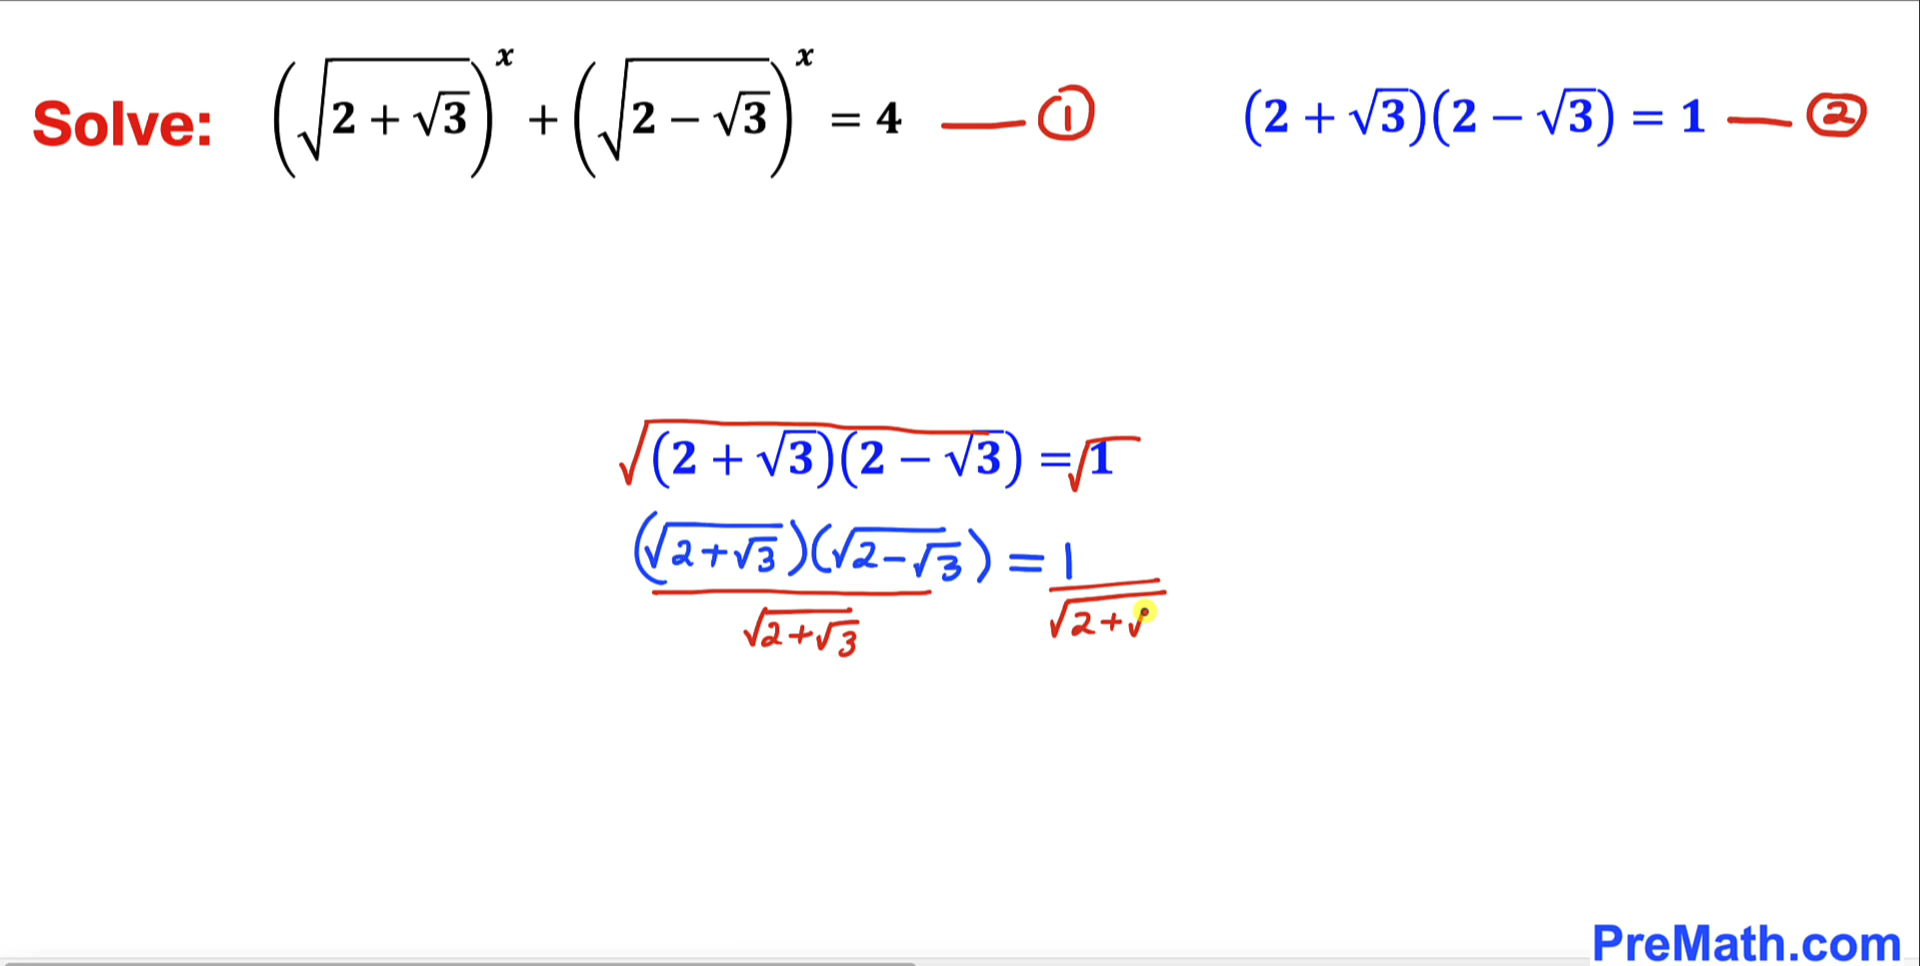 Solve: (√(2 + √3))^x + (√(2 − √3))^x = 4 — ①
(2 + √3)(2 − √3) = 1 — ②
√((2 + √3)(2 − √3)) = √1
(√(2+√3))(√(2−√3)) = 1
√(2+√3) √(2+√
PreMath.com